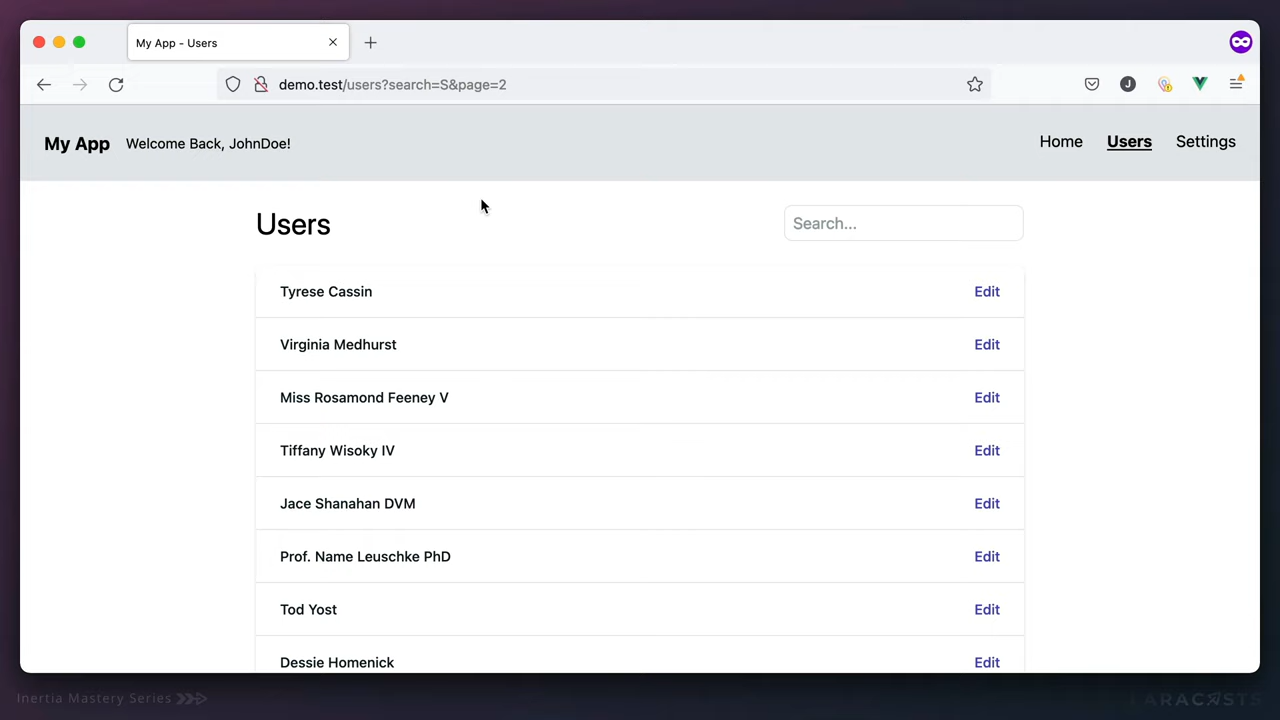 My App - Users
demo.test/users?search=S&page=2
J
My App Welcome Back, JohnDoe! Home Users Settings
Users Search...
Tyrese Cassin Edit
Virginia Medhurst Edit
Miss Rosamond Feeney V Edit
Tiffany Wisoky IV Edit
Jace Shanahan DVM Edit
Prof. Name Leuschke PhD Edit
Tod Yost Edit
Dessie Homenick Edit
Inertia Mastery Series LARACASTS